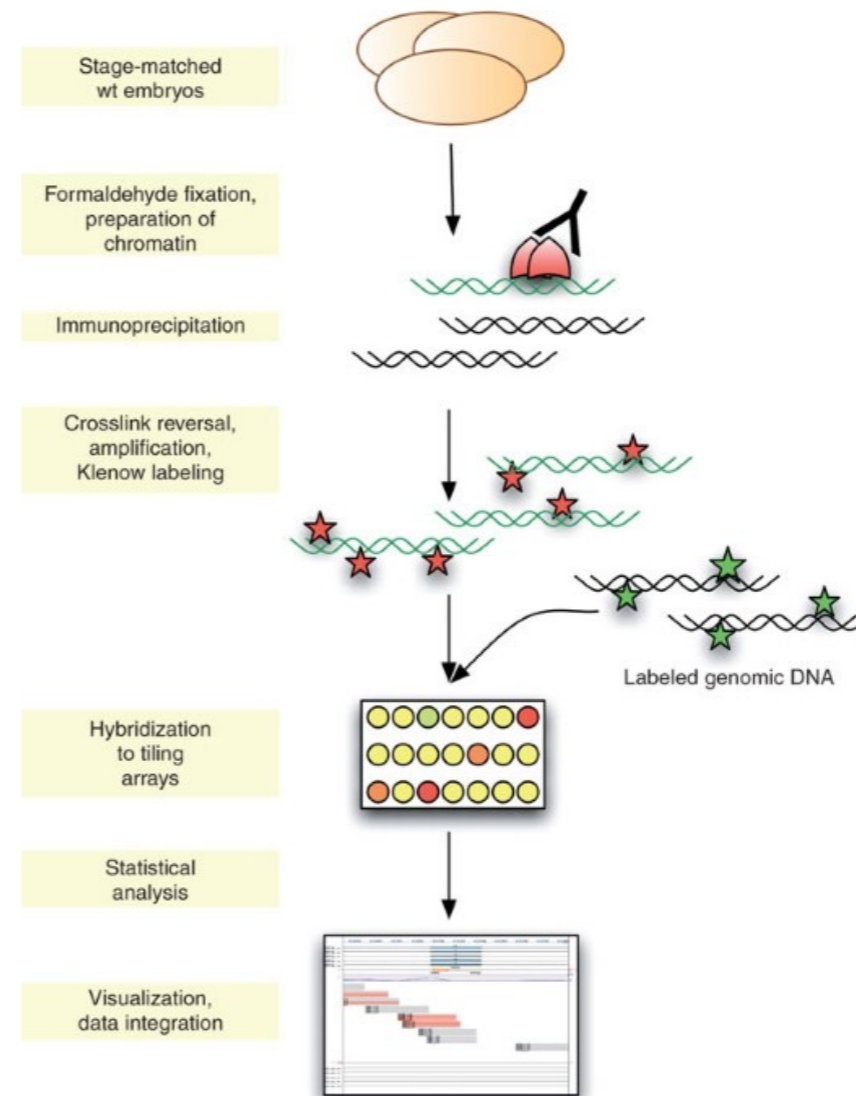 Stage-matched
wt embryos
Formaldehyde fixation,
preparation of
chromatin
Immunoprecipitation
Crosslink reversal,
amplification,
Klenow labeling
Labeled genomic DNA
Hybridization
to tiling
arrays
Statistical
analysis
Visualization,
data integration